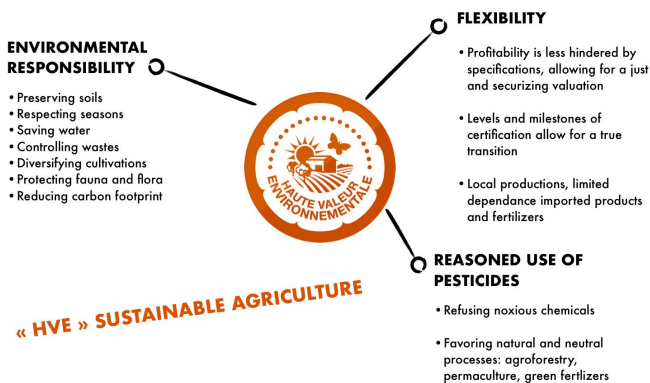 ENVIRONMENTAL
RESPONSIBILITY
• Preserving soils
• Respecting seasons
• Saving water
• Controlling wastes
• Diversifying cultivations
• Protecting fauna and flora
• Reducing carbon footprint
FLEXIBILITY
• Profitability is less hindered by
specifications, allowing for a just
and securizing valuation
• Levels and milestones of
certification allow for a true
transition
• Local productions, limited
dependance imported products
and fertilizers
HAUTE VALEUR
ENVIRONNEMENTALE
REASONED USE OF
PESTICIDES
• Refusing noxious chemicals
• Favoring natural and neutral
processes: agroforestry,
permaculture, green fertlizers
« HVE » SUSTAINABLE AGRICULTURE